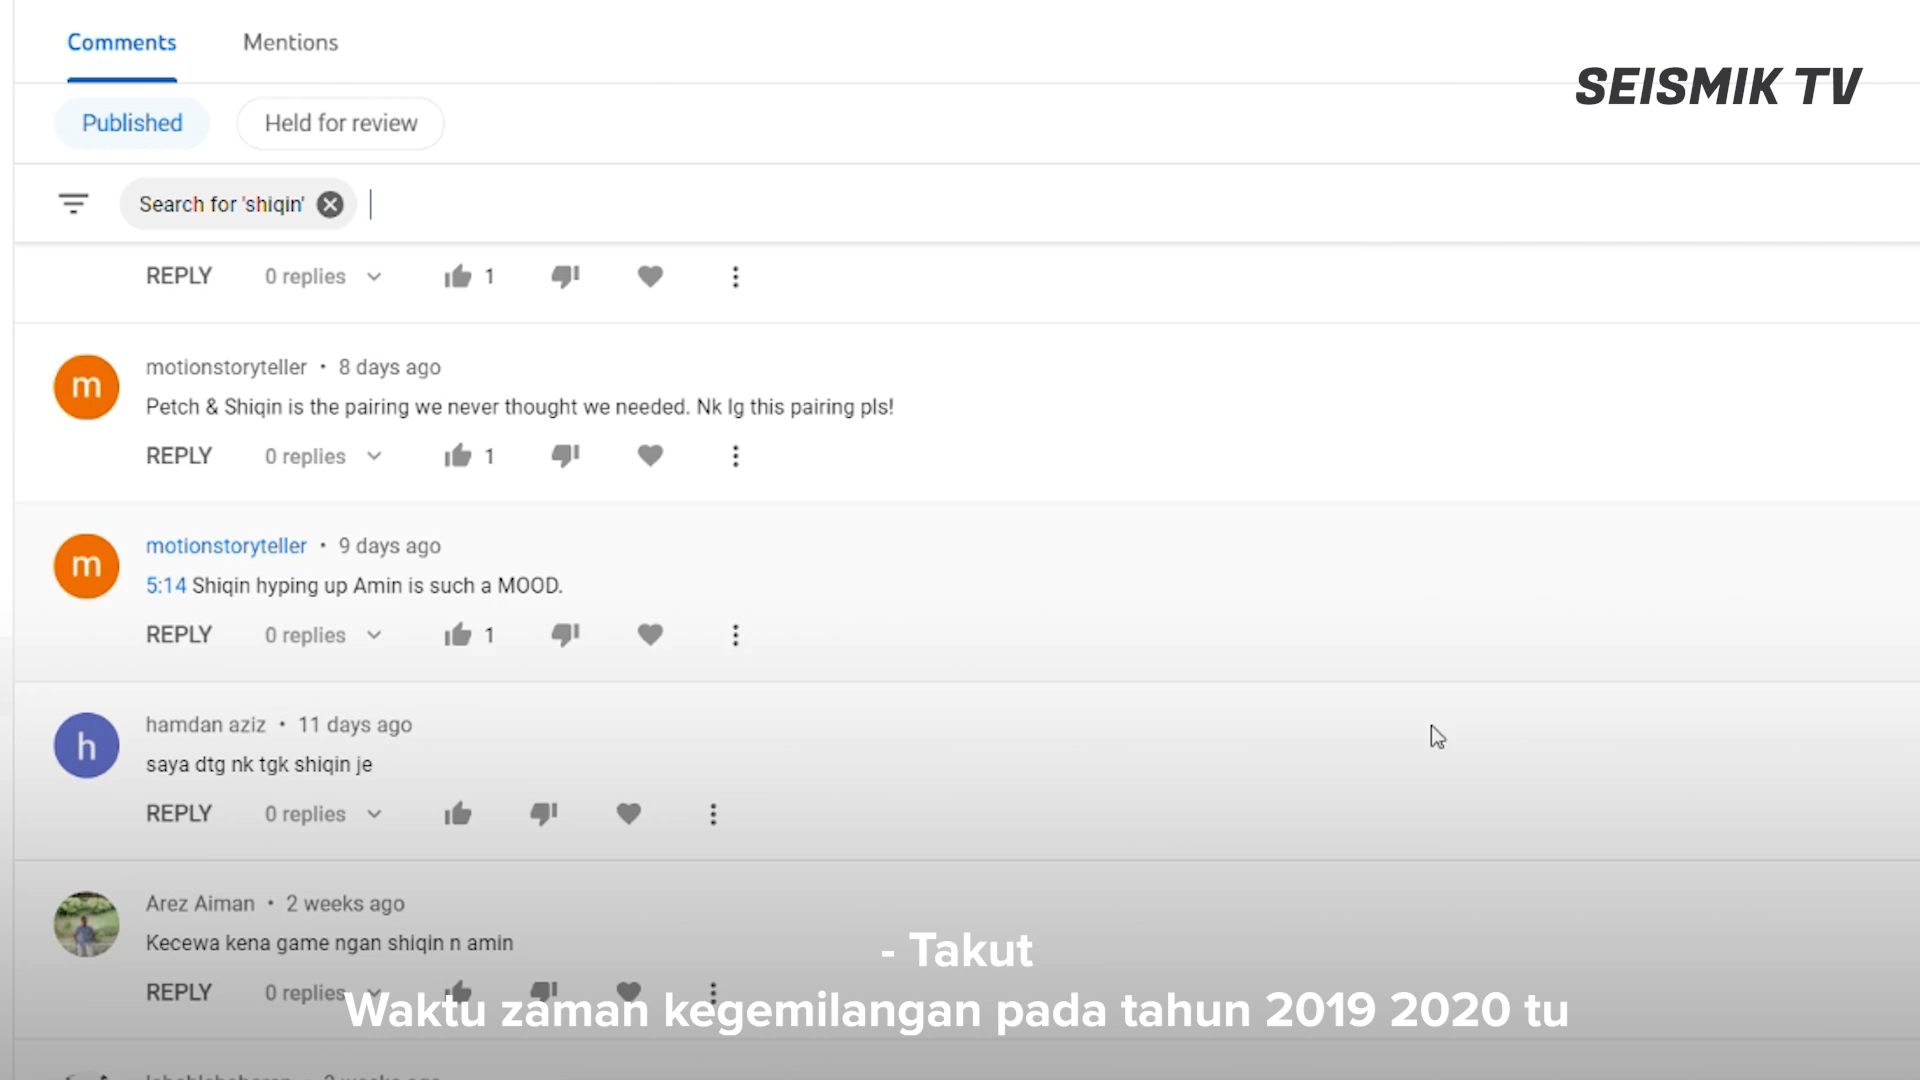 Comments
Mentions
SEISMIK TV
Published
Held for review
Search for 'shiqin'
REPLY 0 replies 1
m
motionstoryteller • 8 days ago
Petch & Shiqin is the pairing we never thought we needed. Nk lg this pairing pls!
REPLY 0 replies 1
m
motionstoryteller • 9 days ago
5:14 Shiqin hyping up Amin is such a MOOD.
REPLY 0 replies 1
h
hamdan aziz • 11 days ago
saya dtg nk tgk shiqin je
REPLY 0 replies
Arez Aiman • 2 weeks ago
Kecewa kena game ngan shiqin n amin
REPLY 0 replies
- Takut
Waktu zaman kegemilangan pada tahun 2019 2020 tu